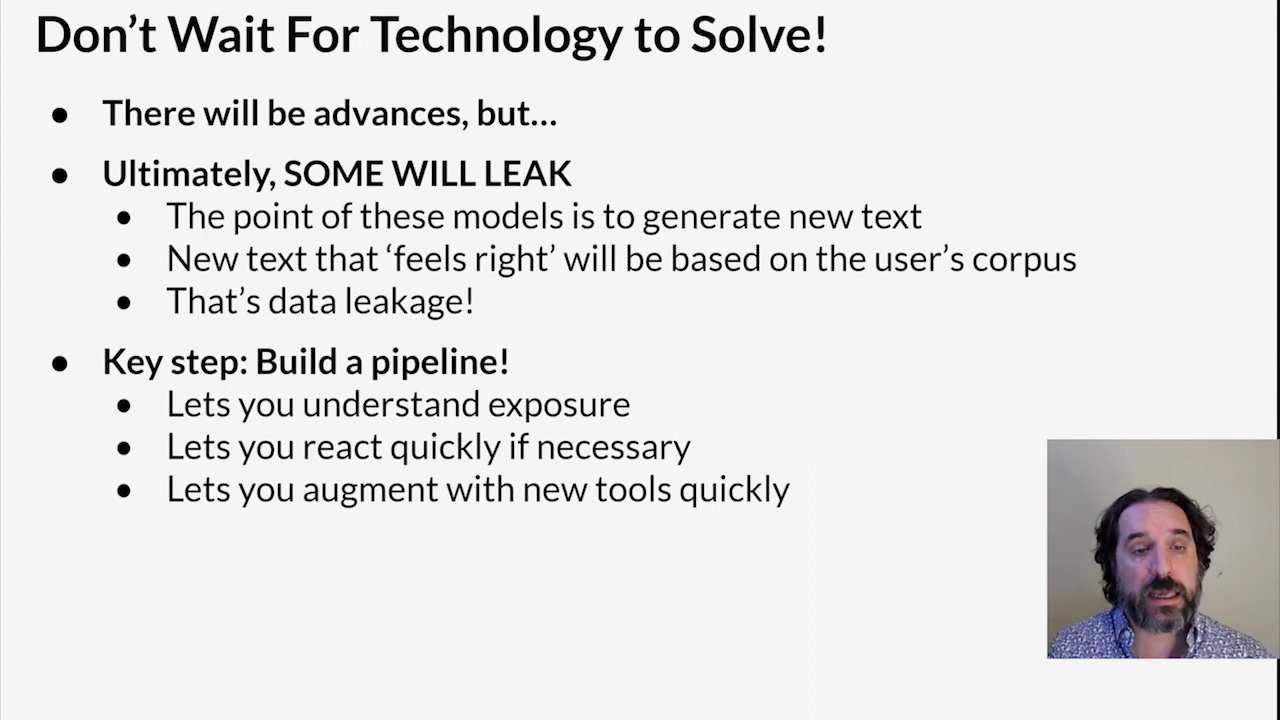 Don’t Wait For Technology to Solve!
● There will be advances, but...
● Ultimately, SOME WILL LEAK
● The point of these models is to generate new text
● New text that ‘feels right’ will be based on the user’s corpus
● That’s data leakage!
● Key step: Build a pipeline!
● Lets you understand exposure
● Lets you react quickly if necessary
● Lets you augment with new tools quickly